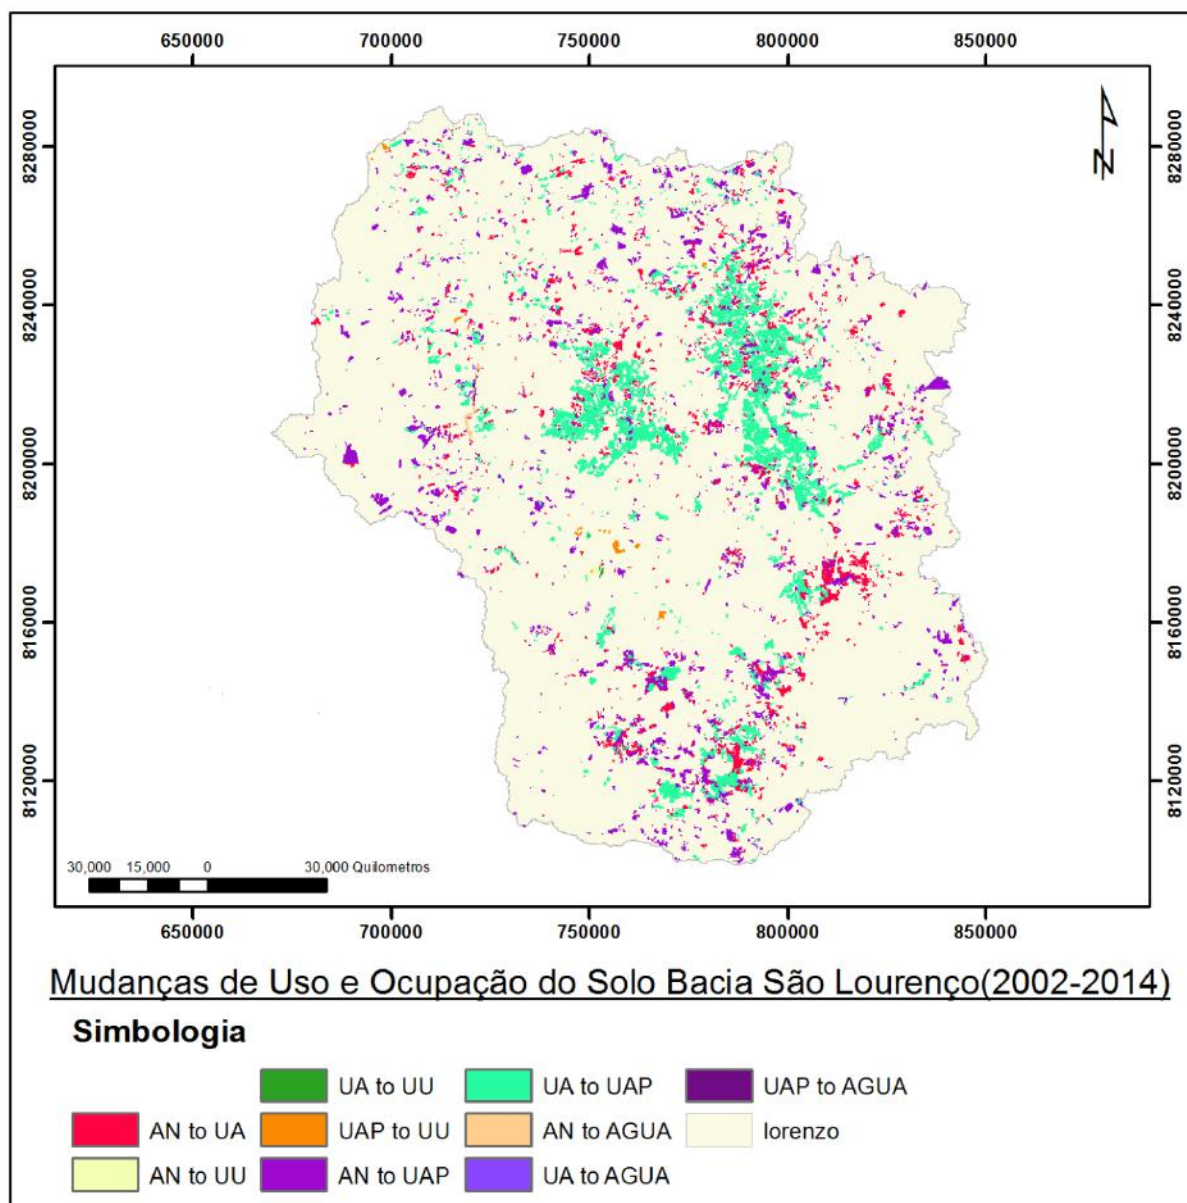 650000 700000 750000 800000 850000
8280000 8280000
N
8240000 8240000
8200000 8200000
8160000 8160000
8120000 8120000
30,000 15,000 0 30,000 Quilometros
650000 700000 750000 800000 850000
Mudanças de Uso e Ocupação do Solo Bacia São Lourenço(2002-2014)
Simbologia
UA to UU UA to UAP UAP to AGUA
AN to UA UAP to UU AN to AGUA lorenzo
AN to UU AN to UAP UA to AGUA